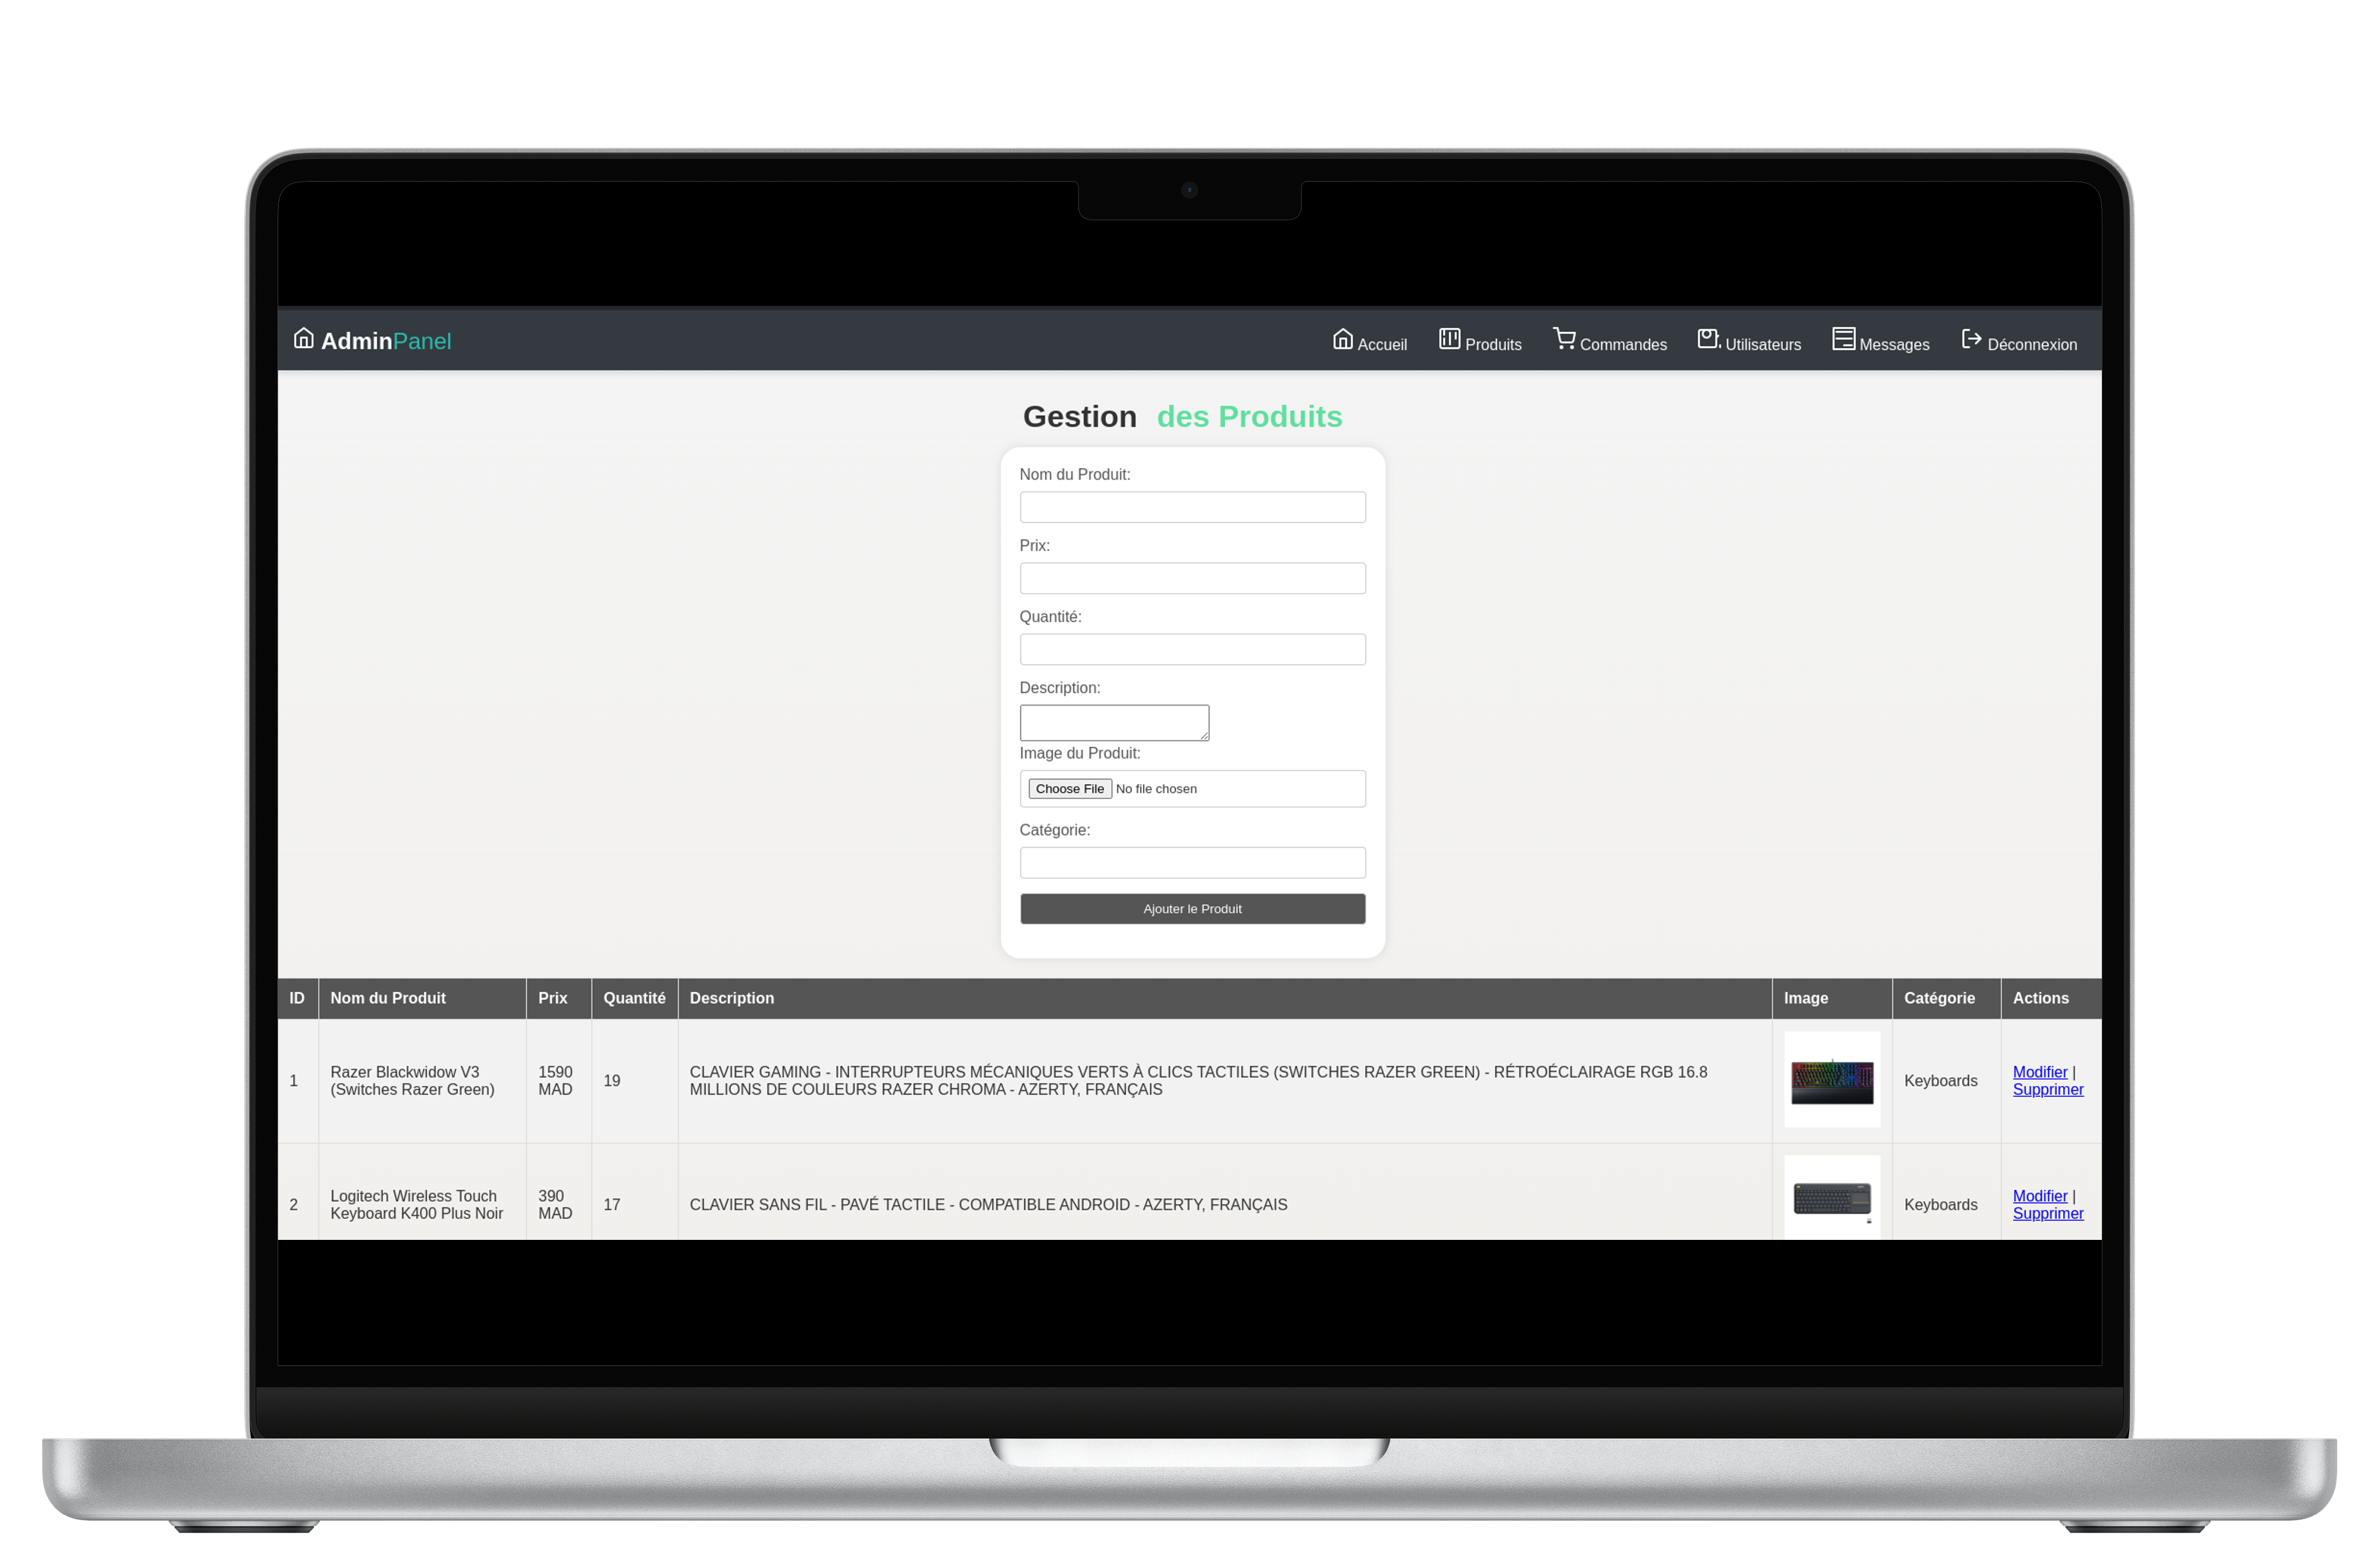 AdminPanel
Accueil Produits Commandes Utilisateurs Messages Déconnexion
Gestion des Produits
Nom du Produit:
Prix:
Quantité:
Description:
Image du Produit:
Choose File No file chosen
Catégorie:
Ajouter le Produit
ID Nom du Produit Prix Quantité Description Image Catégorie Actions
1
Razer Blackwidow V3
(Switches Razer Green)
1590
MAD
19
CLAVIER GAMING - INTERRUPTEURS MÉCANIQUES VERTS À CLICS TACTILES (SWITCHES RAZER GREEN) - RÉTROÉCLAIRAGE RGB 16.8
MILLIONS DE COULEURS RAZER CHROMA - AZERTY, FRANÇAIS
Keyboards
Modifier |
Supprimer
2
Logitech Wireless Touch
Keyboard K400 Plus Noir
390
MAD
17
CLAVIER SANS FIL - PAVÉ TACTILE - COMPATIBLE ANDROID - AZERTY, FRANÇAIS
Keyboards
Modifier |
Supprimer